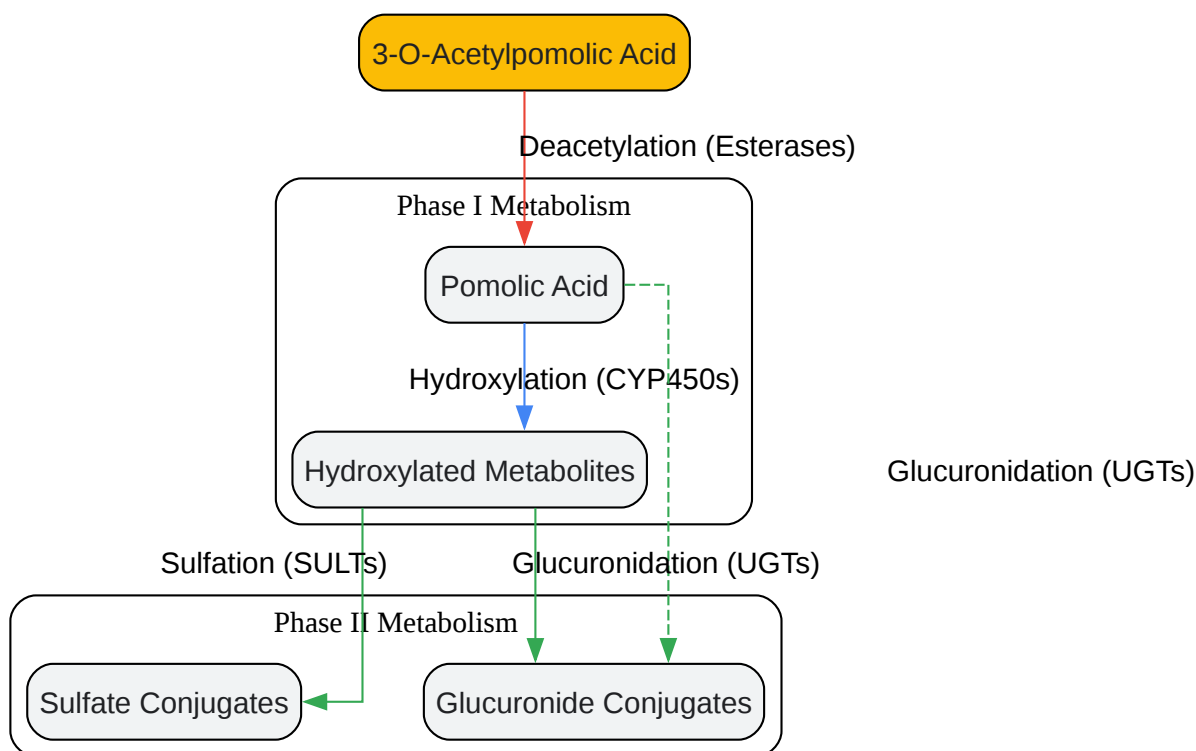 3-O-Acetylpomolic Acid
Deacetylation (Esterases)
Phase I Metabolism
Pomolic Acid
Hydroxylation (CYP450s)
Hydroxylated Metabolites
Glucuronidation (UGTs)
Sulfation (SULTs)
Glucuronidation (UGTs)
Phase II Metabolism
Sulfate Conjugates
Glucuronide Conjugates